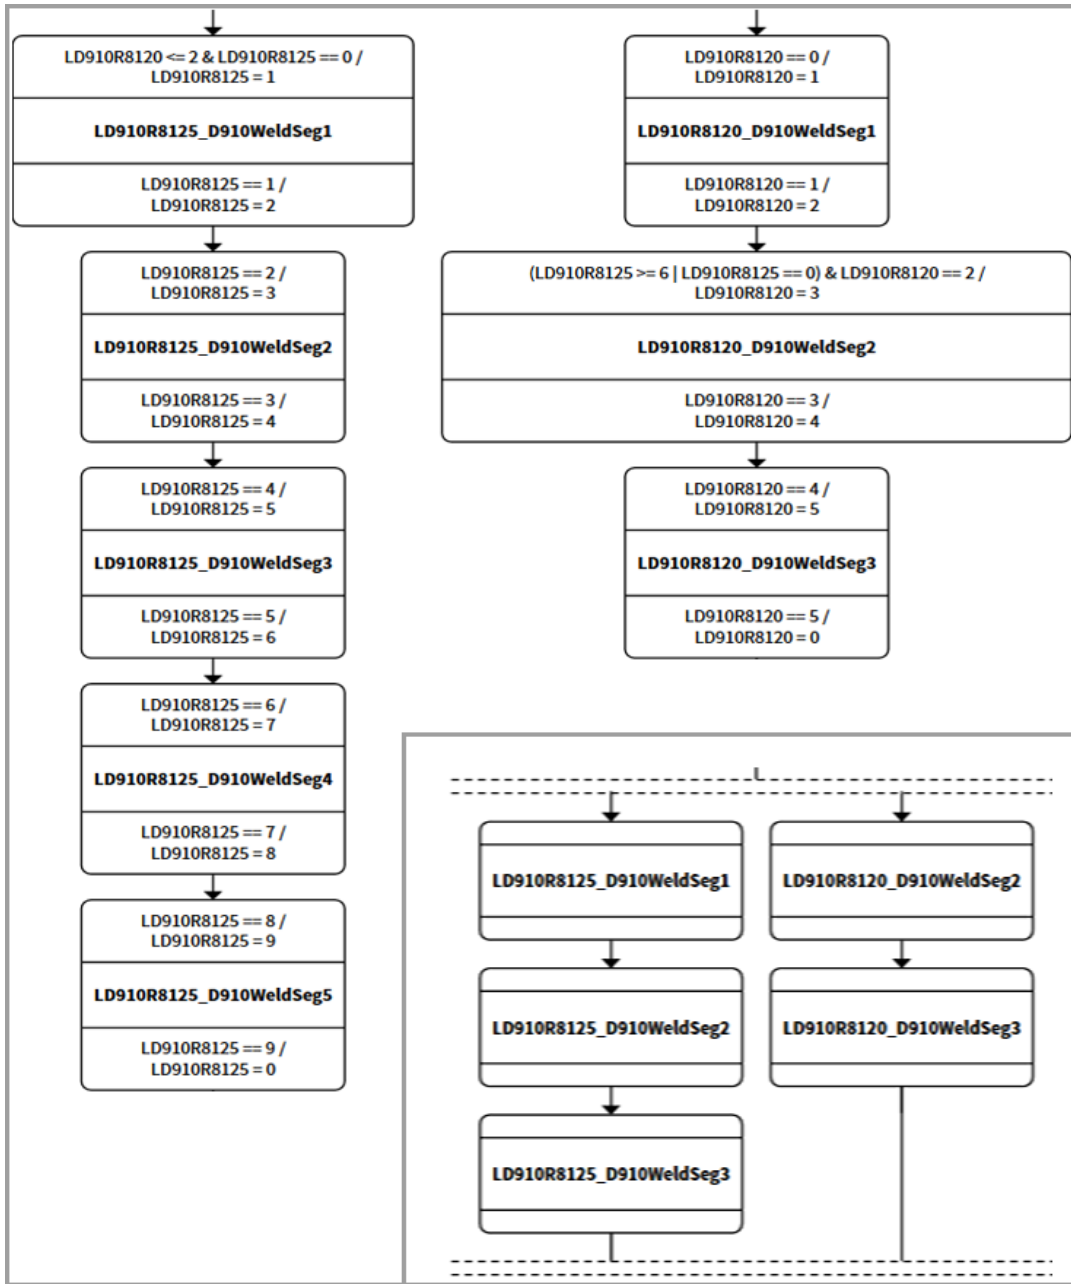 LD910R8120 <= 2 & LD910R8125 == 0 /
LD910R8125 = 1
LD910R8125_D910WeldSeg1
LD910R8125 == 1 /
LD910R8125 = 2
LD910R8125 == 2 /
LD910R8125 = 3
LD910R8125_D910WeldSeg2
LD910R8125 == 3 /
LD910R8125 = 4
LD910R8125 == 4 /
LD910R8125 = 5
LD910R8125_D910WeldSeg3
LD910R8125 == 5 /
LD910R8125 = 6
LD910R8125 == 6 /
LD910R8125 = 7
LD910R8125_D910WeldSeg4
LD910R8125 == 7 /
LD910R8125 = 8
LD910R8125 == 8 /
LD910R8125 = 9
LD910R8125_D910WeldSeg5
LD910R8125 == 9 /
LD910R8125 = 0
LD910R8120 == 0 /
LD910R8120 = 1
LD910R8120_D910WeldSeg1
LD910R8120 == 1 /
LD910R8120 = 2
(LD910R8125 >= 6 | LD910R8125 == 0) & LD910R8120 == 2 /
LD910R8120 = 3
LD910R8120_D910WeldSeg2
LD910R8120 == 3 /
LD910R8120 = 4
LD910R8120 == 4 /
LD910R8120 = 5
LD910R8120_D910WeldSeg3
LD910R8120 == 5 /
LD910R8120 = 0
LD910R8125_D910WeldSeg1
LD910R8125_D910WeldSeg2
LD910R8125_D910WeldSeg3
LD910R8120_D910WeldSeg2
LD910R8120_D910WeldSeg3